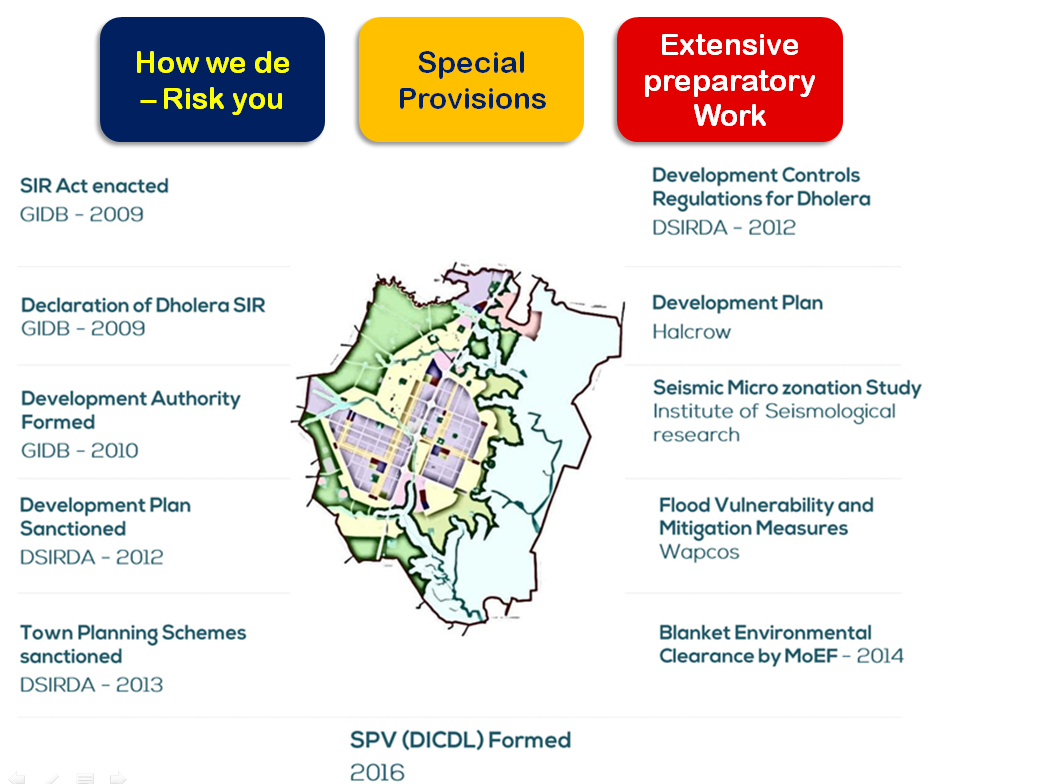 How we de
– Risk you
Special
Provisions
Extensive
preparatory
Work
SIR Act enacted
GIDB – 2009
Declaration of Dholera SIR
GIDB – 2009
Development Authority
Formed
GIDB – 2010
Development Plan
Sanctioned
DSIRDA – 2012
Town Planning Schemes
sanctioned
DSIRDA – 2013
Development Controls
Regulations for Dholera
DSIRDA – 2012
Development Plan
Halcrow
Seismic Micro zonation Study
Institute of Seismological
research
Flood Vulnerability and
Mitigation Measures
Wapcos
Blanket Environmental
Clearance by MoEF – 2014
SPV (DICDL) Formed
2016